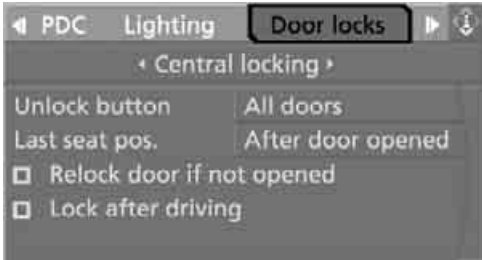 PDC Lighting Door locks
Central locking
Unlock button All doors
Last seat pos. After door opened
Relock door if not opened
Lock after driving